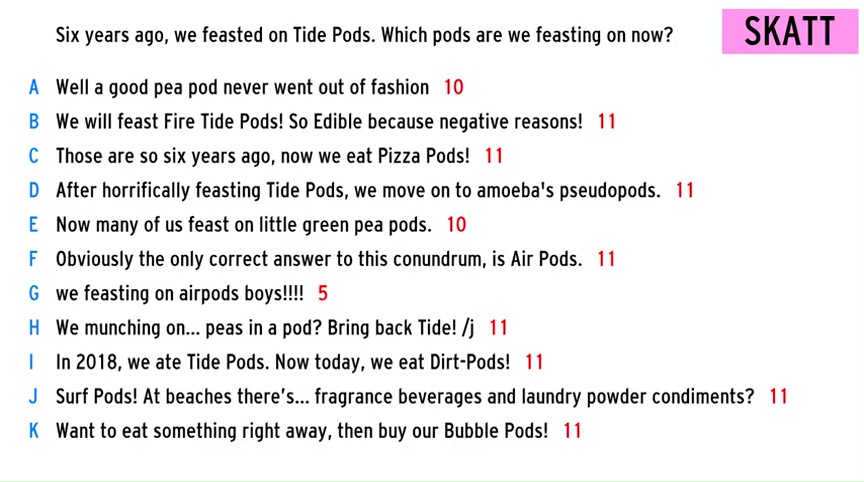 Six years ago, we feasted on Tide Pods. Which pods are we feasting on now?
SKATT
A Well a good pea pod never went out of fashion 10
B We will feast Fire Tide Pods! So Edible because negative reasons! 11
C Those are so six years ago, now we eat Pizza Pods! 11
D After horrifically feasting Tide Pods, we move on to amoeba's pseudopods. 11
E Now many of us feast on little green pea pods. 10
F Obviously the only correct answer to this conundrum, is Air Pods. 11
G we feasting on airpods boys!!!! 5
H We munching on... peas in a pod? Bring back Tide! /j 11
I In 2018, we ate Tide Pods. Now today, we eat Dirt-Pods! 11
J Surf Pods! At beaches there's... fragrance beverages and laundry powder condiments? 11
K Want to eat something right away, then buy our Bubble Pods! 11